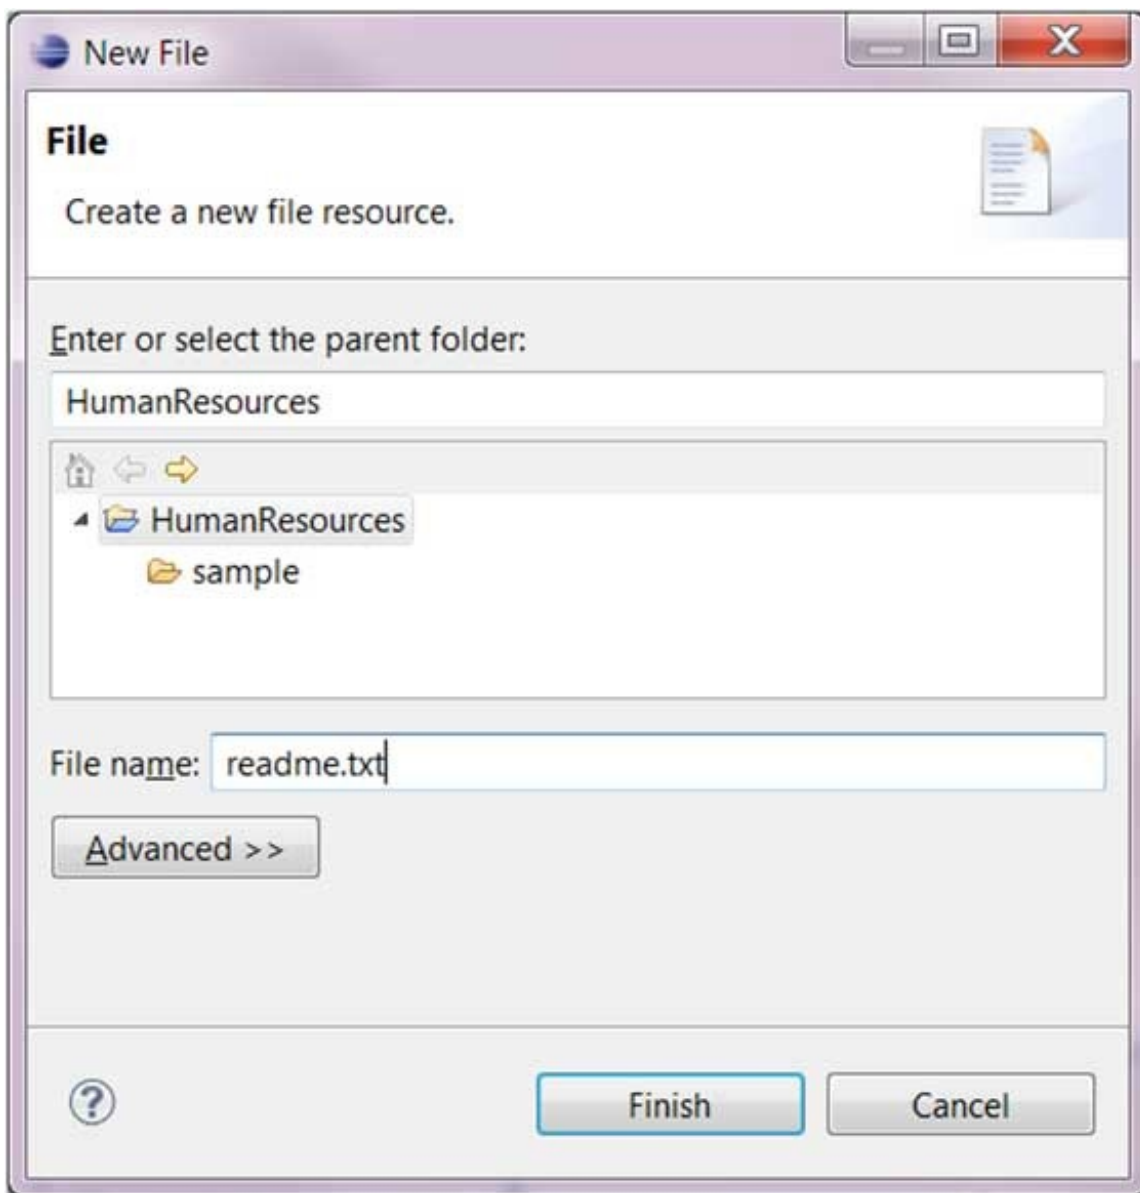 New File
File
Create a new file resource.
Enter or select the parent folder:
HumanResources
HumanResources
sample
File name: readme.txt
Advanced >>
Finish Cancel